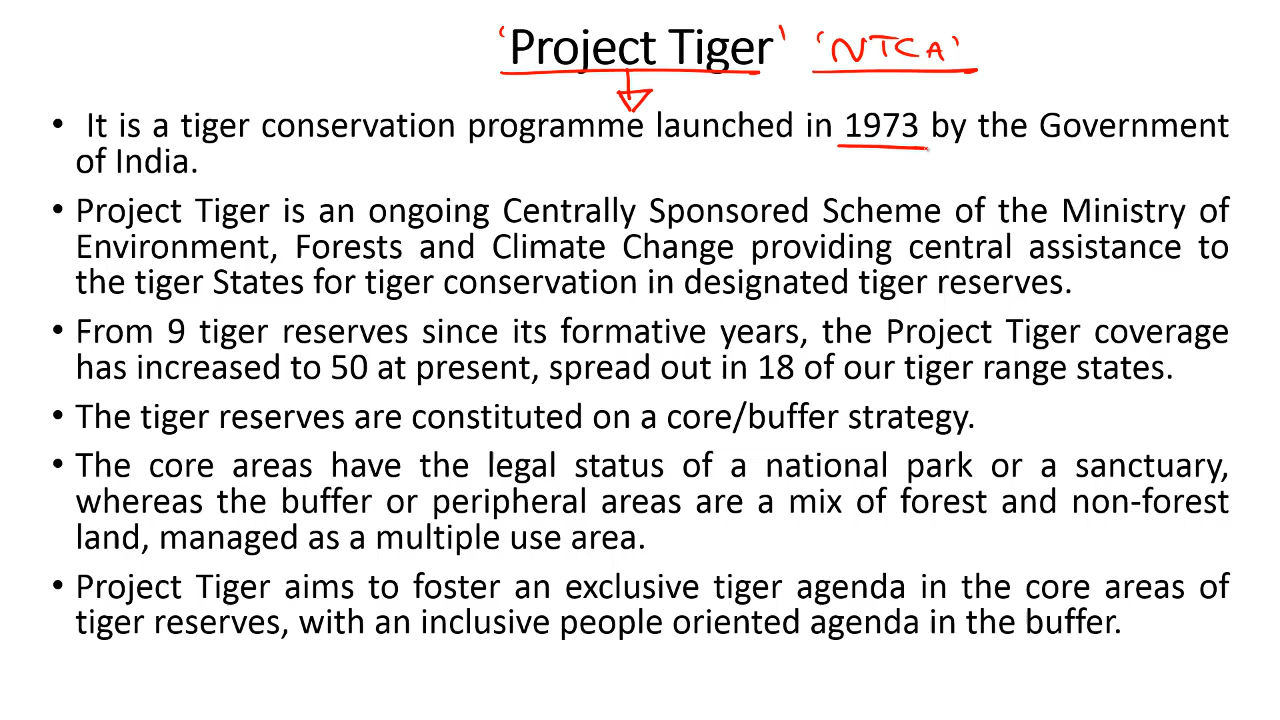 'Project Tiger' 'NTCA'
• It is a tiger conservation programme launched in 1973 by the Government
of India.
• Project Tiger is an ongoing Centrally Sponsored Scheme of the Ministry of
Environment, Forests and Climate Change providing central assistance to
the tiger States for tiger conservation in designated tiger reserves.
• From 9 tiger reserves since its formative years, the Project Tiger coverage
has increased to 50 at present, spread out in 18 of our tiger range states.
• The tiger reserves are constituted on a core/buffer strategy.
• The core areas have the legal status of a national park or a sanctuary,
whereas the buffer or peripheral areas are a mix of forest and non-forest
land, managed as a multiple use area.
• Project Tiger aims to foster an exclusive tiger agenda in the core areas of
tiger reserves, with an inclusive people oriented agenda in the buffer.